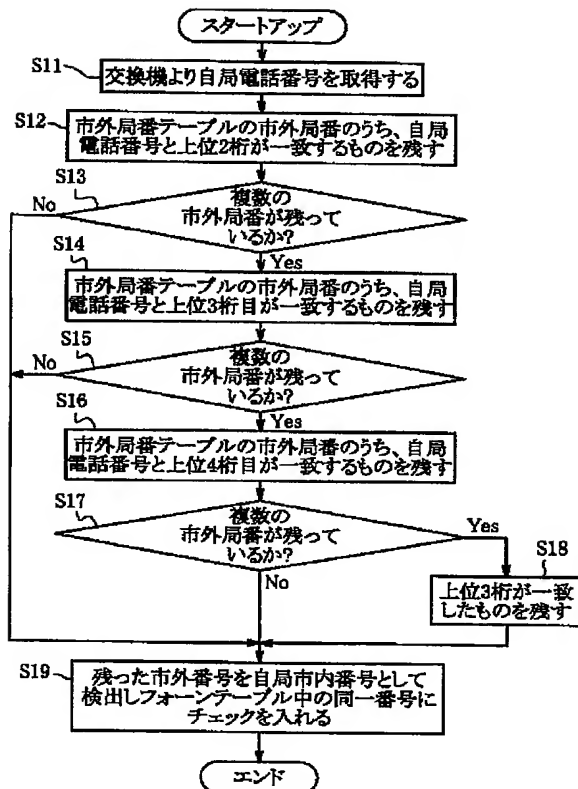 スタートアップ
S11
交換機より自局電話番号を取得する
S12
市外局番テーブルの市外局番のうち、自局
電話番号と上位2桁が一致するものを残す
S13
No
複数の
市外局番が残って
いるか?
Yes
S14
市外局番テーブルの市外局番のうち、自局
電話番号と上位3桁目が一致するものを残す
S15
No
複数の
市外局番が残って
いるか?
Yes
S16
市外局番テーブルの市外局番のうち、自局
電話番号と上位4桁目が一致するものを残す
S17
複数の
市外局番が残って
いるか?
Yes
No
S18
上位3桁が一致
したものを残す
S19
残った市外番号を自局市内番号として
検出しフォーンテーブル中の同一番号に
チェックを入れる
エンド